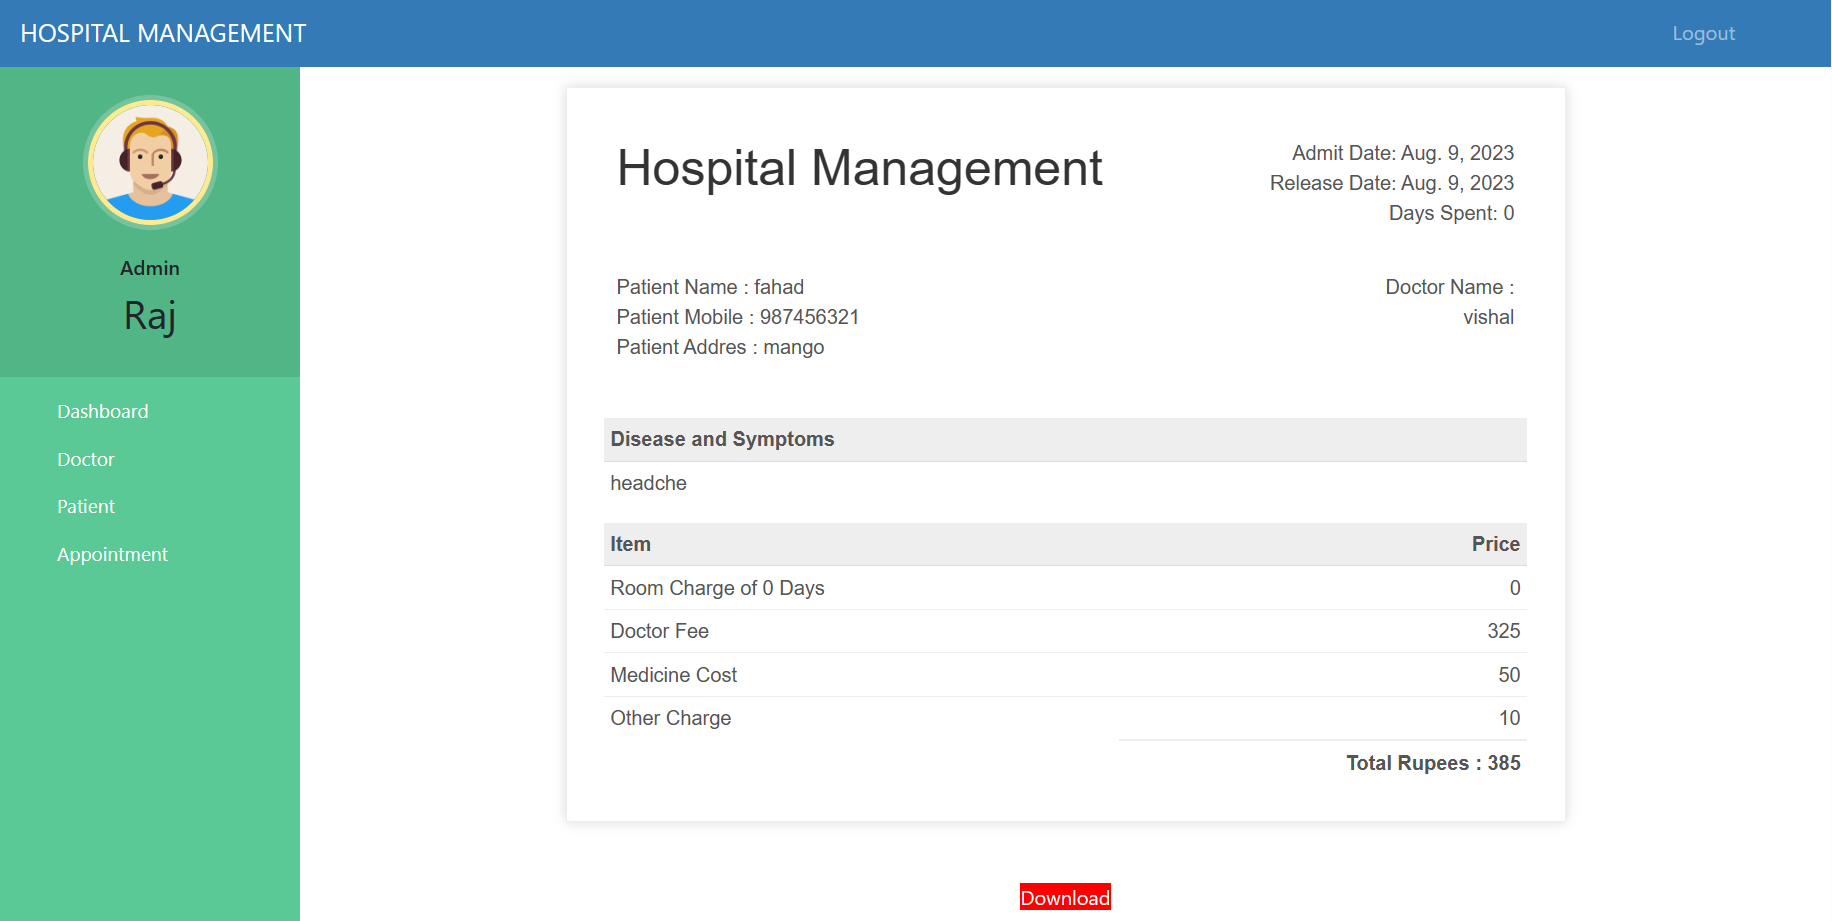 HOSPITAL MANAGEMENT
Logout
Admin
Raj
Dashboard
Doctor
Patient
Appointment
Hospital Management
Admit Date: Aug. 9, 2023
Release Date: Aug. 9, 2023
Days Spent: 0
Patient Name : fahad
Patient Mobile : 987456321
Patient Addres : mango
Doctor Name :
vishal
Disease and Symptoms
headche
Item Price
Room Charge of 0 Days 0
Doctor Fee 325
Medicine Cost 50
Other Charge 10
Total Rupees : 385
Download